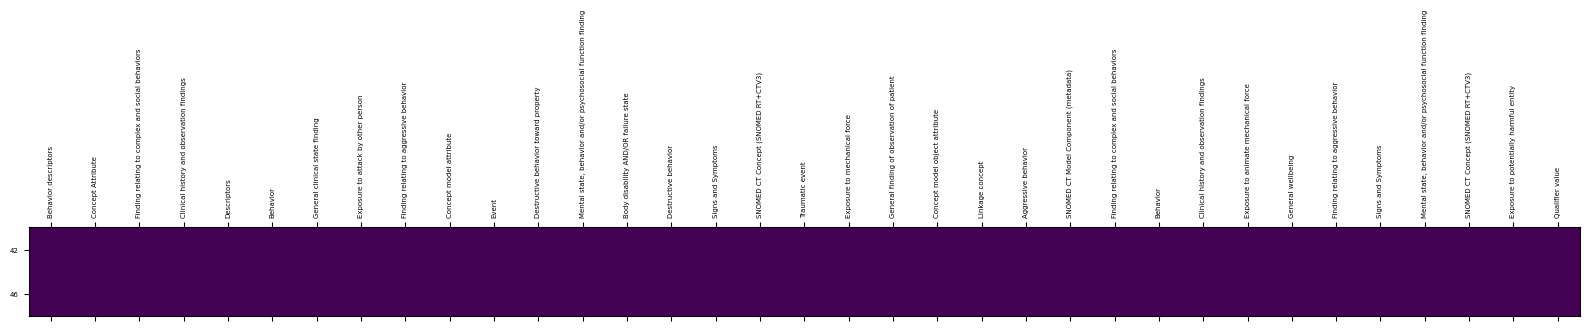 Behavior descriptors
Concept Attribute
Finding relating to complex and social behaviors
Clinical history and observation findings
Descriptors
Behavior
General clinical state finding
Exposure to attack by other person
Finding relating to aggressive behavior
Concept model attribute
Event
Destructive behavior toward property
Mental state, behavior and/or psychosocial function finding
Body disability AND/OR failure state
Destructive behavior
Signs and Symptoms
SNOMED CT Concept (SNOMED RT+CTV3)
Traumatic event
Exposure to mechanical force
General finding of observation of patient
Concept model object attribute
Linkage concept
Aggressive behavior
SNOMED CT Model Component (metadata)
Finding relating to complex and social behaviors
Behavior
Clinical history and observation findings
Exposure to animate mechanical force
General wellbeing
Finding relating to aggressive behavior
Signs and Symptoms
Mental state, behavior and/or psychosocial function finding
SNOMED CT Concept (SNOMED RT+CTV3)
Exposure to potentially harmful entity
Qualifier value
42
46